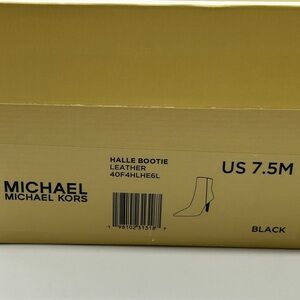 HALLE BOOTIE
LEATHER
40F4HLHE6L
US 7.5M
MICHAEL
MICHAEL KORS
BLACK